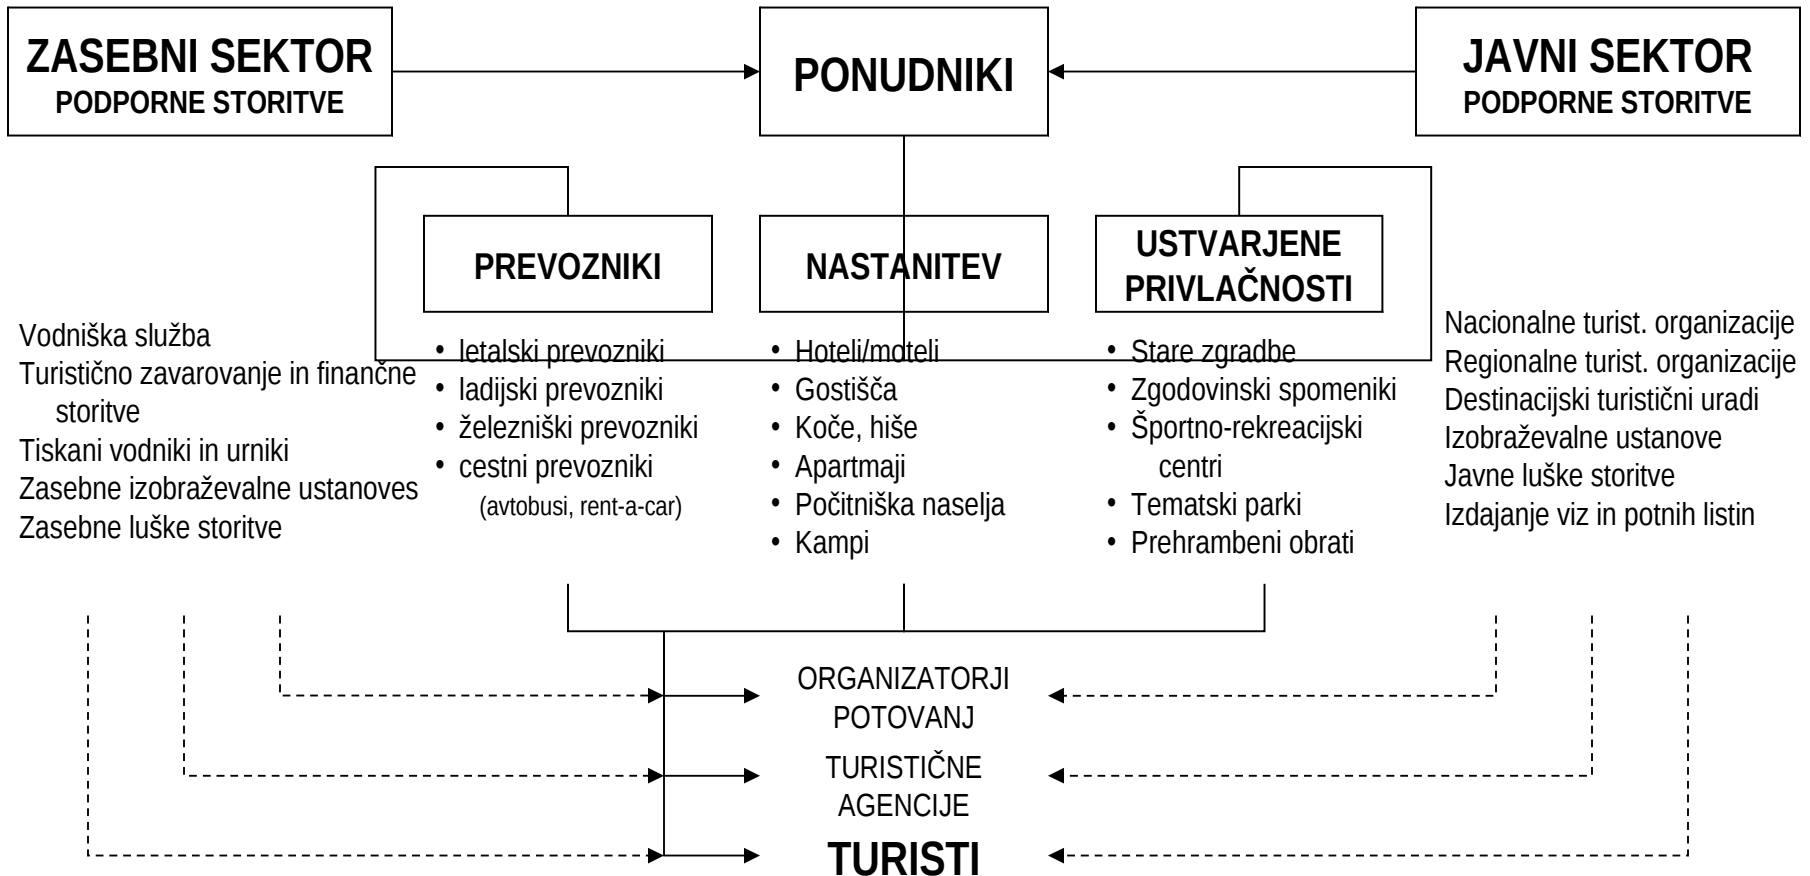 ZASEBNI SEKTOR
PODPORNE STORITVE
PONUDNIKI
JAVNI SEKTOR
PODPORNE STORITVE
PREVOZNIKI
NASTANITEV
USTVARJENE
PRIVLAČNOSTI
Vodniška služba
Turistično zavarovanje in finančne
storitve
Tiskani vodniki in urniki
Zasebne izobraževalne ustanoves
Zasebne luške storitve
• letalski prevozniki
• ladijski prevozniki
• železniški prevozniki
• cestni prevozniki
(avtobusi, rent-a-car)
• Hoteli/moteli
• Gostišča
• Koče, hiše
• Apartmaji
• Počitniška naselja
• Kampi
• Stare zgradbe
• Zgodovinski spomeniki
• Športno-rekreacijski
centri
• Tematski parki
• Prehrambeni obrati
Nacionalne turist. organizacije
Regionalne turist. organizacije
Destinacijski turistični uradi
Izobraževalne ustanove
Javne luške storitve
Izdajanje viz in potnih listin
ORGANIZATORJI
POTOVANJ
TURISTIČNE
AGENCIJE
TURISTI